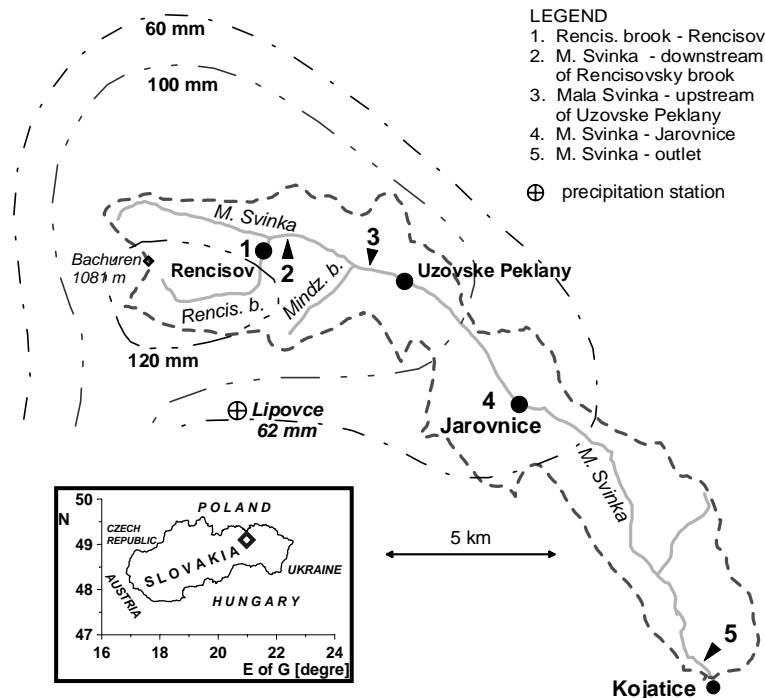 60 mm
100 mm
LEGEND
1. Rencis. brook - Rencisov
2. M. Svinka - downstream
of Rencisovsky brook
3. Mala Svinka - upstream
of Uzovske Peklany
4. M. Svinka - Jarovnice
5. M. Svinka - outlet
precipitation station
M. Svinka
Bachuren
1081 m
1
Rencisov
2
3
Uzovske Peklany
Mindz. b.
Rencis. b.
120 mm
Lipovce
62 mm
4
Jarovnice
M. Svinka
5 km
50
N
49
48
47
POLAND
CZECH
REPUBLIC
SLOVAKIA
UKRAINE
AUSTRIA
HUNGARY
16 18 20 22 24
E of G [degre]
5
Kojatice